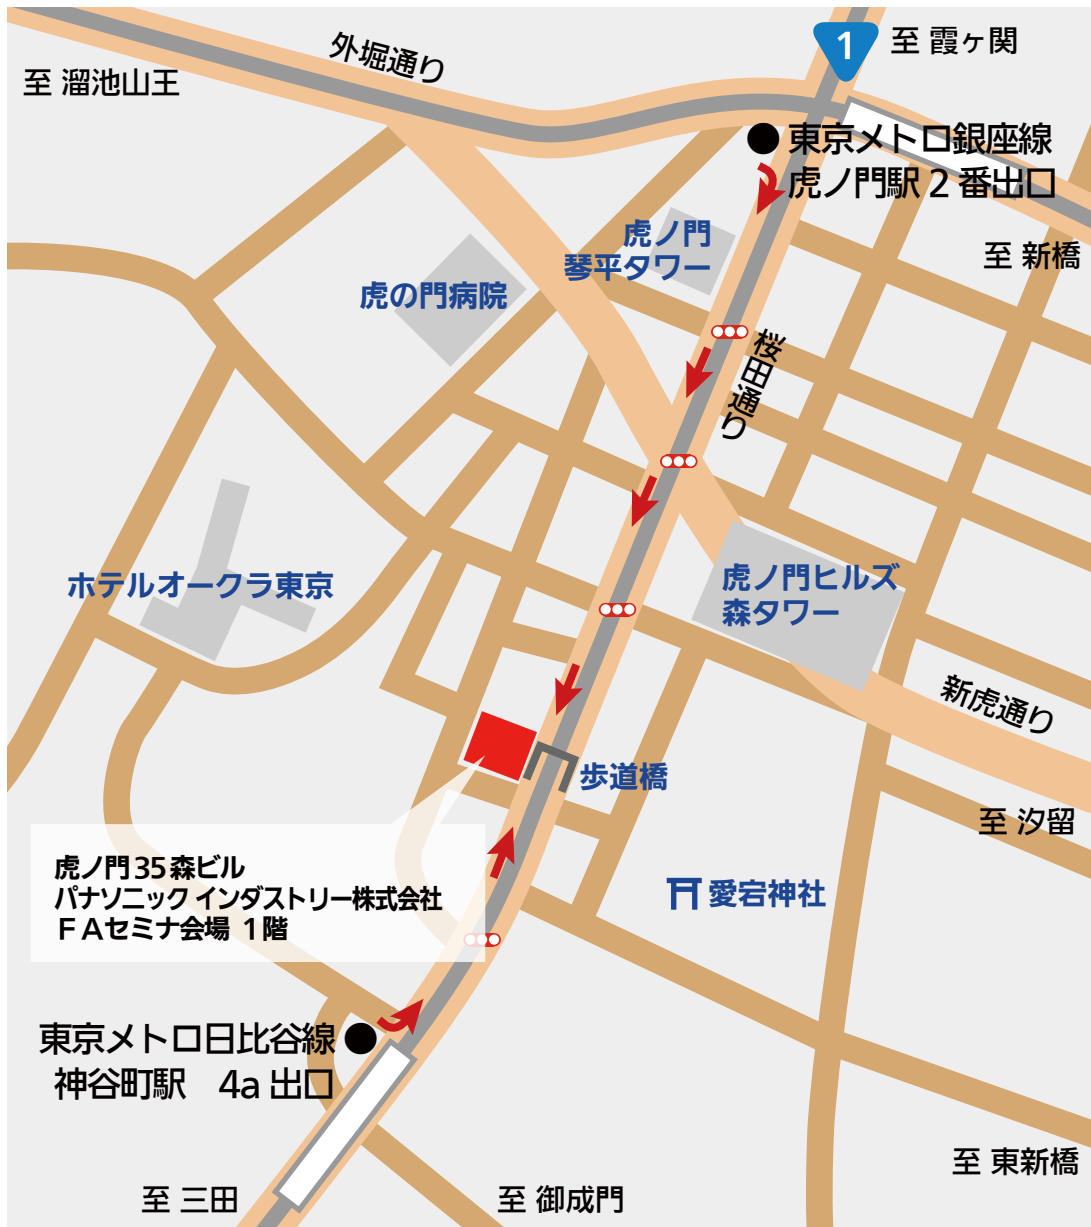 外堀通り
1
至 霞ヶ関
至 溜池山王
東京メトロ銀座線
虎ノ門駅 2 番出口
至 新橋
虎ノ門
琴平タワー
虎の門病院
桜田通り
ホテルオークラ東京
虎ノ門ヒルズ
森タワー
新虎通り
歩道橋
至 汐留
虎ノ門 35 森ビル
パナソニック インダストリー株式会社
ＦＡセミナ会場 1階
愛宕神社
東京メトロ日比谷線
神谷町駅　4a 出口
至 東新橋
至 三田
至 御成門